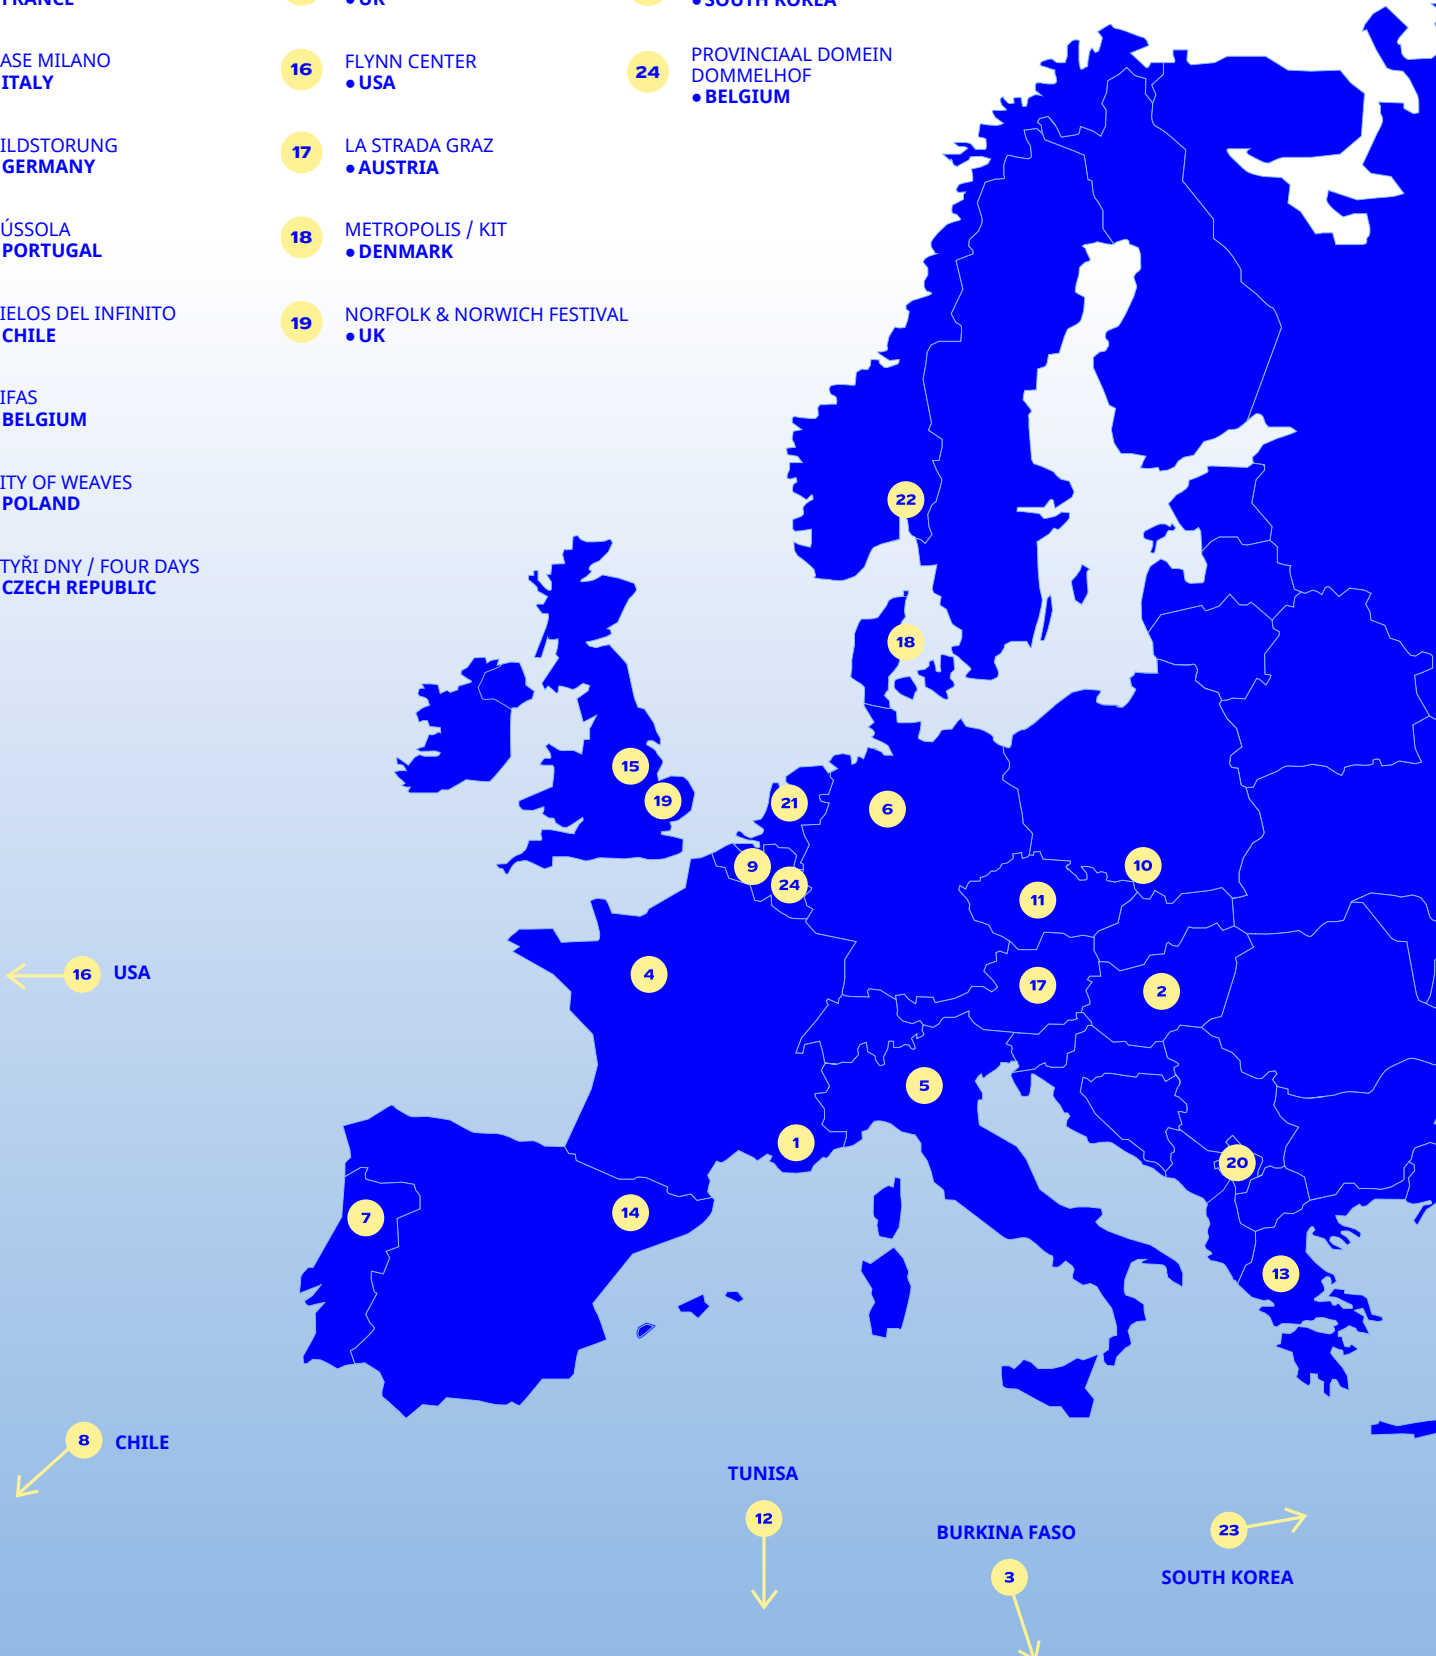 FRANCE
ASE MILANO
ITALY
ILDSTORUNG
GERMANY
ÚSSOLA
PORTUGAL
IELOS DEL INFINITO
CHILE
IFAS
BELGIUM
ITY OF WEAVES
POLAND
TYŘI DNY / FOUR DAYS
CZECH REPUBLIC
● UK
16 FLYNN CENTER
● USA
17 LA STRADA GRAZ
● AUSTRIA
18 METROPOLIS / KIT
● DENMARK
19 NORFOLK & NORWICH FESTIVAL
● UK
● SOUTH KOREA
24 PROVINCIAAL DOMEIN
DOMMELHOF
● BELGIUM
22
18
15
19
21
6
9
24
10
11
4
16 USA
17
2
5
1
20
7
14
13
8 CHILE
TUNISA
12
BURKINA FASO
3
23
SOUTH KOREA